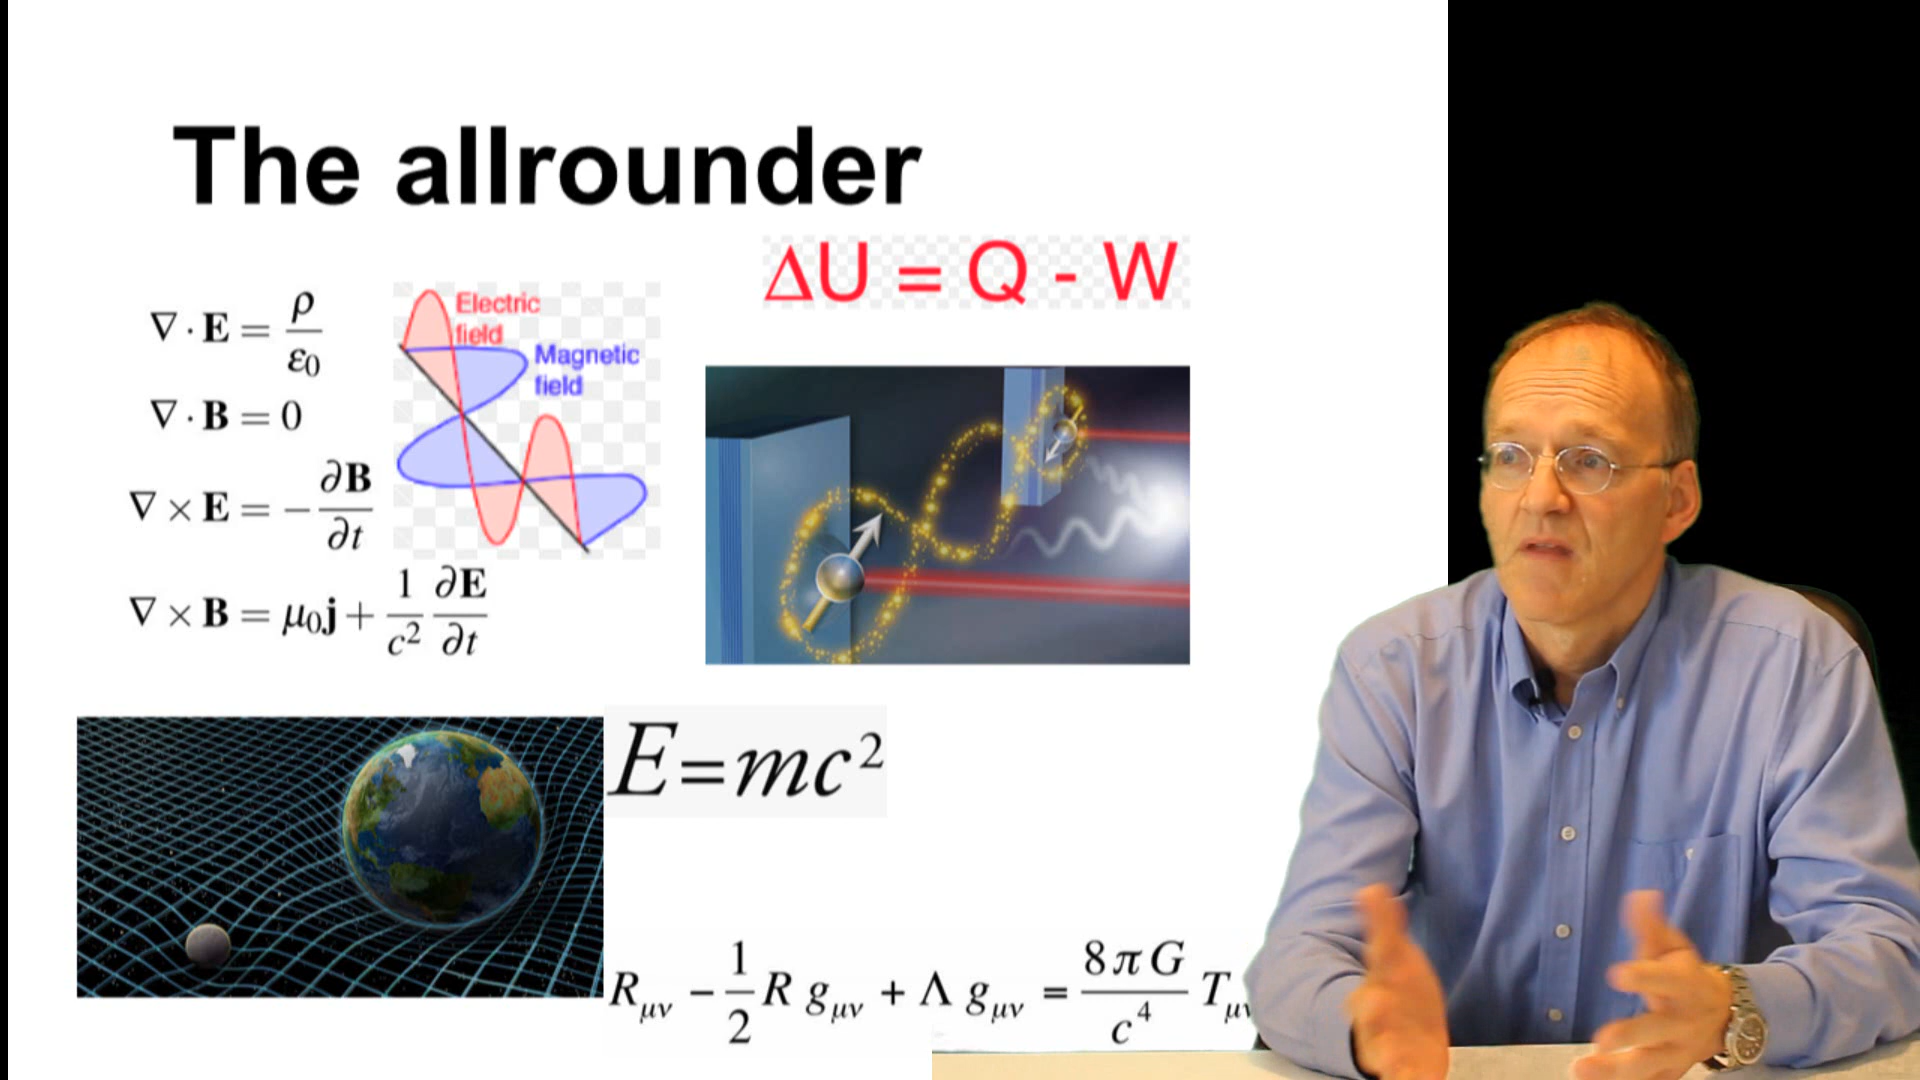 The allrounder
ΔU = Q - W
∇ · E = ρ/ε₀
Electric
field
Magnetic
field
∇ · B = 0
∇ × E = −∂B/∂t
∇ × B = μ₀j + 1/c² ∂E/∂t
E=mc²
R_μν − 1/2 R g_μν + Λ g_μν = 8πG/c⁴ T_μν